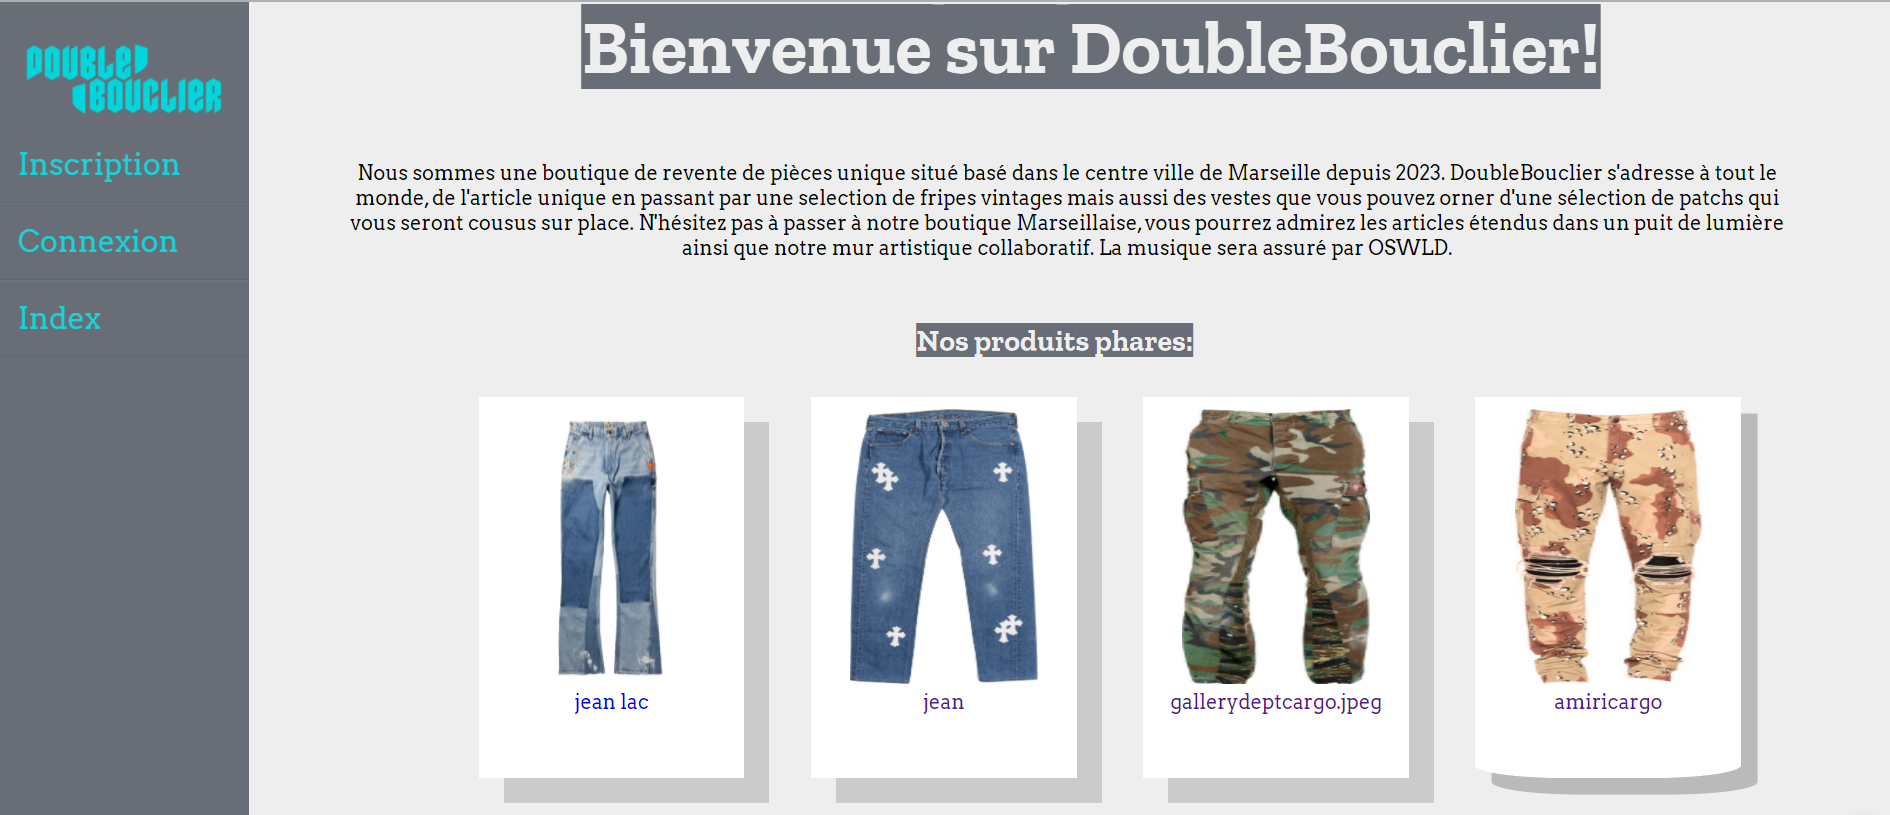 DOUBLE
BOUCLIER
Inscription
Connexion
Index
Bienvenue sur DoubleBouclier!
Nous sommes une boutique de revente de pièces unique situé basé dans le centre ville de Marseille depuis 2023. DoubleBouclier s'adresse à tout le
monde, de l'article unique en passant par une selection de fripes vintages mais aussi des vestes que vous pouvez orner d'une sélection de patchs qui
vous seront cousus sur place. N'hésitez pas à passer à notre boutique Marseillaise, vous pourrez admirez les articles étendus dans un puit de lumière
ainsi que notre mur artistique collaboratif. La musique sera assuré par OSWLD.
Nos produits phares:
jean lac
jean
gallerydeptcargo.jpeg
amiricargo